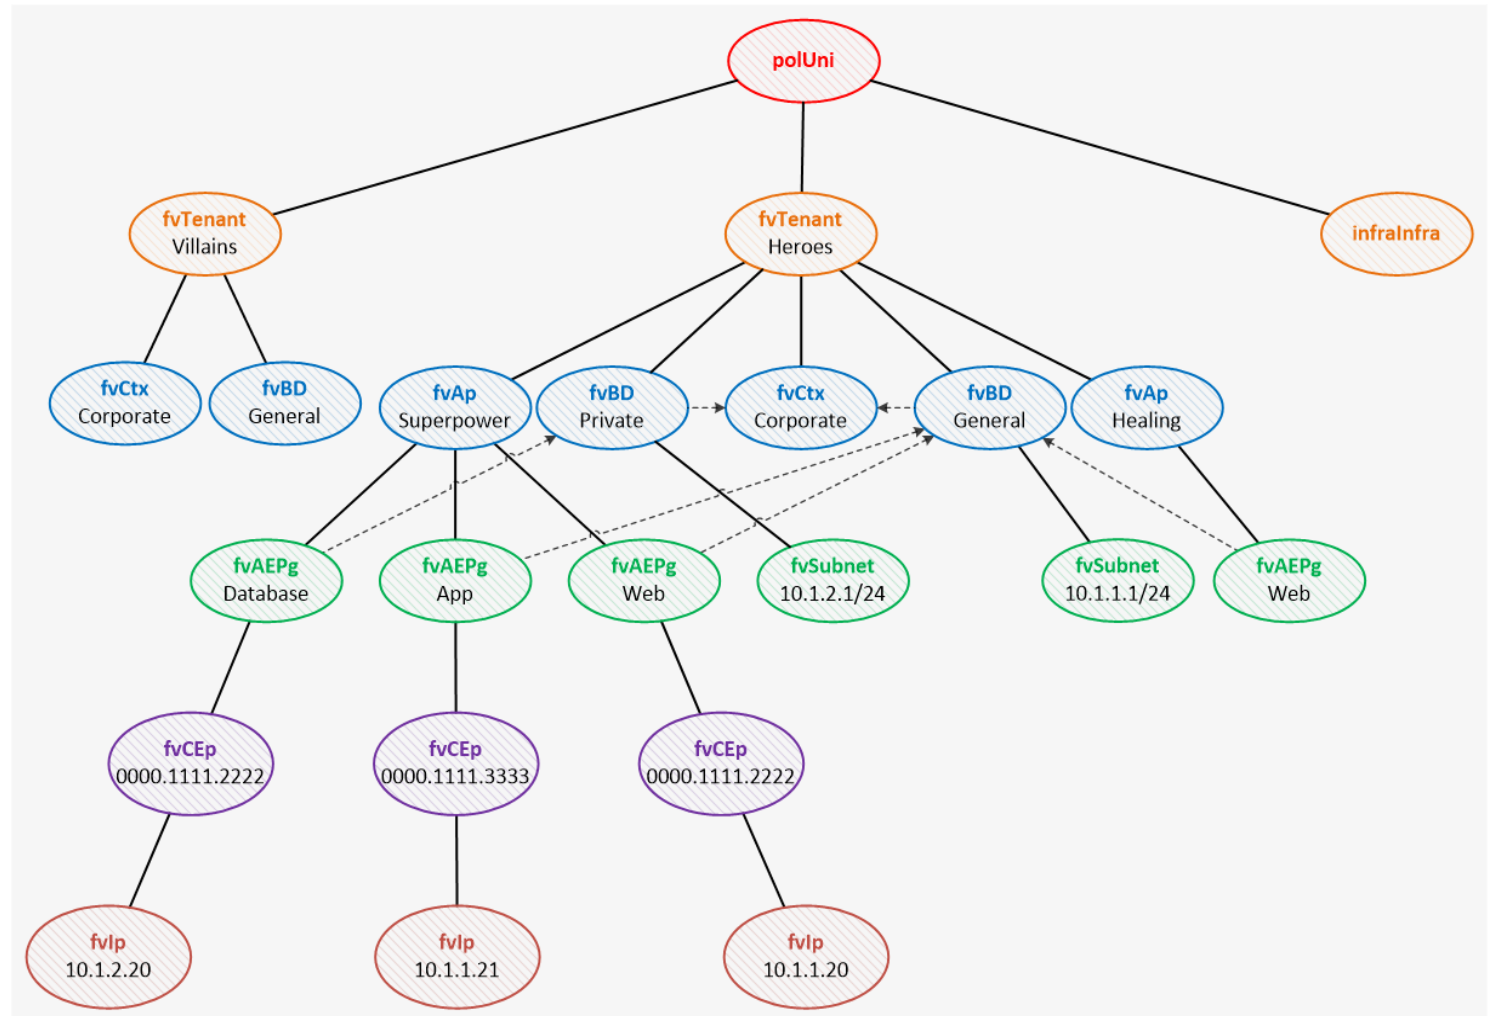 polUni
fvTenant
Villains
fvTenant
Heroes
infraInfra
fvCtx
Corporate
fvBD
General
fvAp
Superpower
fvBD
Private
fvCtx
Corporate
fvBD
General
fvAp
Healing
fvAEPg
Database
fvAEPg
App
fvAEPg
Web
fvSubnet
10.1.2.1/24
fvSubnet
10.1.1.1/24
fvAEPg
Web
fvCEp
0000.1111.2222
fvCEp
0000.1111.3333
fvCEp
0000.1111.2222
fvIp
10.1.2.20
fvIp
10.1.1.21
fvIp
10.1.1.20